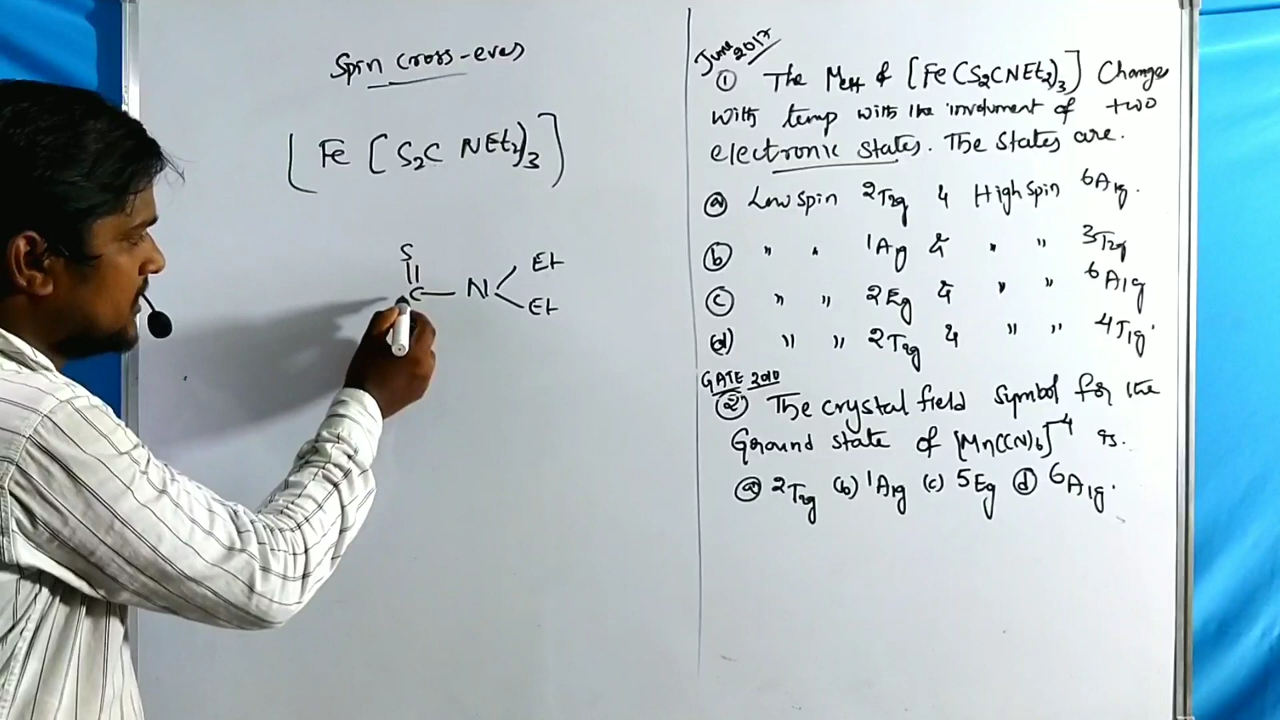 Spin cross-overs
[Fe [S2C NEt2)3]
S
||
C — N
Et
Et
June 2017
① The Meff of [Fe(S2CNEt2)3] Change
with temp with the involument of two
electronic states. The states are.
ⓐ Low spin 2T2g & High spin 6A1g.
ⓑ " " 1Ag & " " 3T2g
ⓒ " " 2Eg & " " 6A1g
ⓓ " " 2T2g & " " 4T1g.
GATE 2010
② The crystal field symbol for the
Ground state of [Mn(CN)6]-4 is.
ⓐ 2T2g (b) 1A1g (c) 5Eg ⓓ 6A1g.